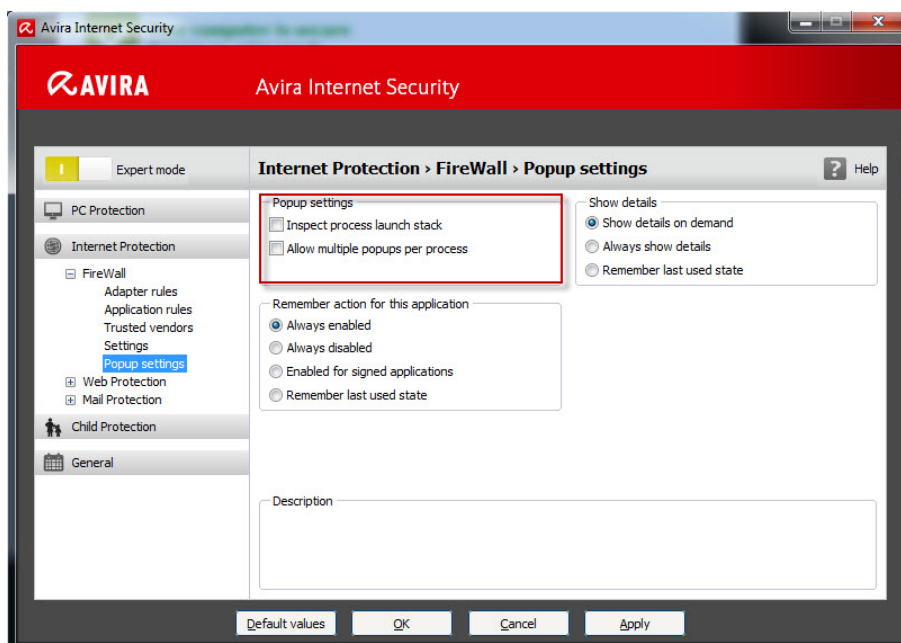 Avira Internet Security
AVIRA
Avira Internet Security
Expert mode
Internet Protection › FireWall › Popup settings
? Help
PC Protection
Internet Protection
FireWall
Adapter rules
Application rules
Trusted vendors
Settings
Popup settings
Web Protection
Mail Protection
Child Protection
General
Popup settings
Inspect process launch stack
Allow multiple popups per process
Show details
Show details on demand
Always show details
Remember last used state
Remember action for this application
Always enabled
Always disabled
Enabled for signed applications
Remember last used state
Description
Default values
OK
Cancel
Apply